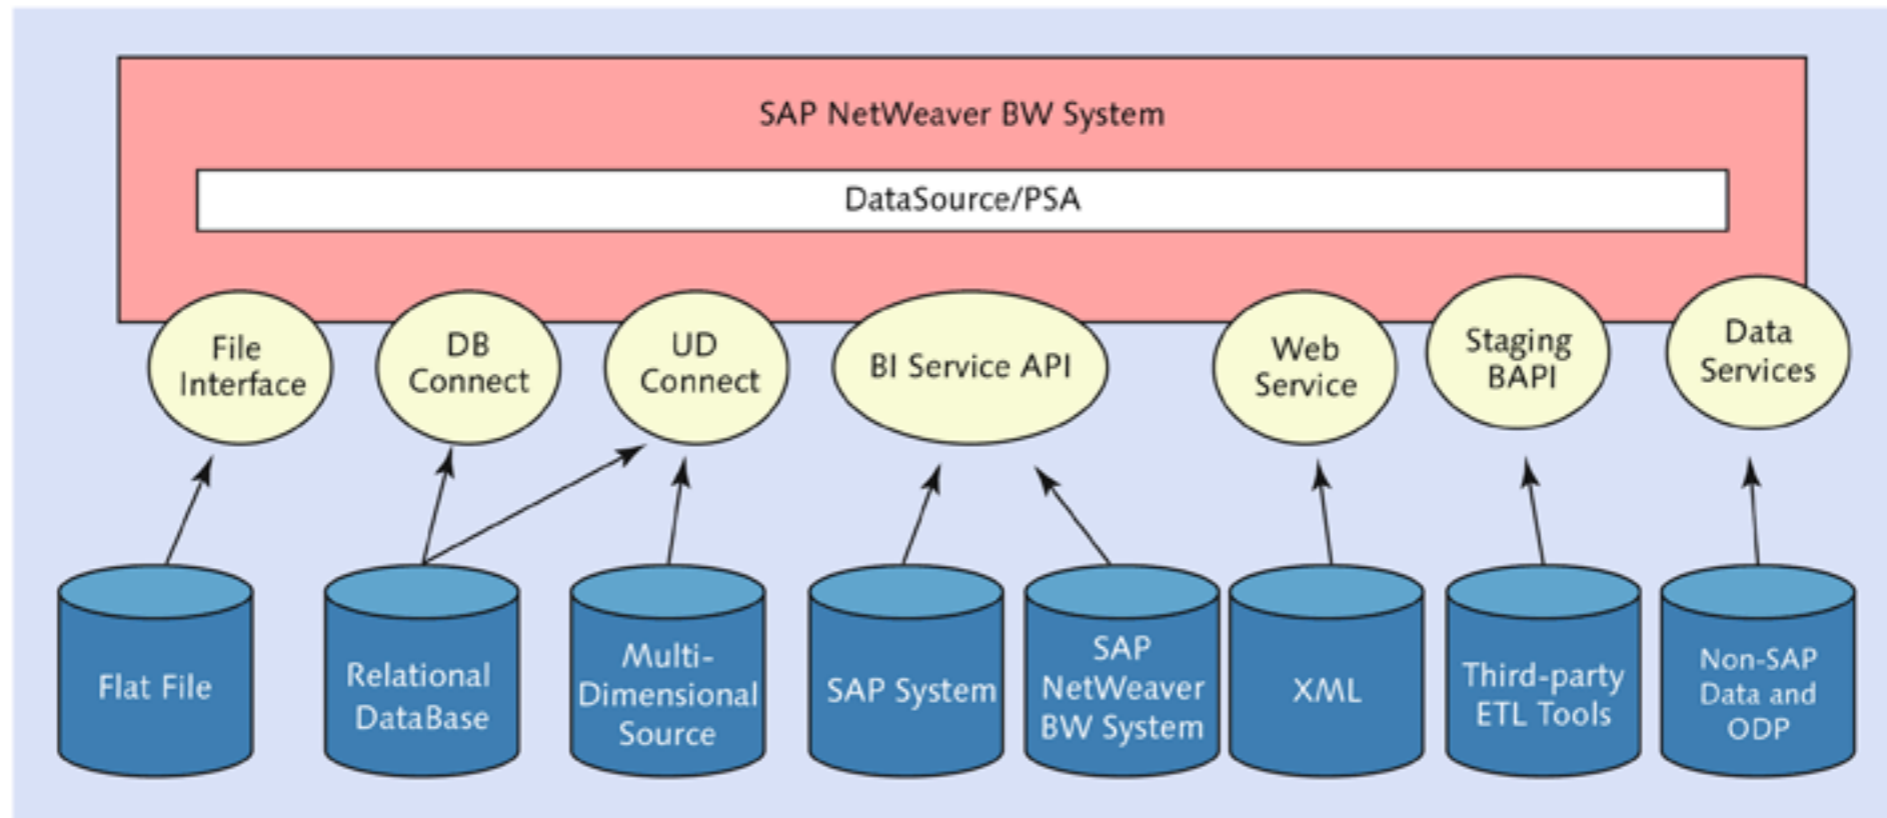 SAP NetWeaver BW System
DataSource/PSA
File
Interface
DB
Connect
UD
Connect
BI Service API
Web
Service
Staging
BAPI
Data
Services
Flat File
Relational
DataBase
Multi-
Dimensional
Source
SAP System
SAP
NetWeaver
BW System
XML
Third-party
ETL Tools
Non-SAP
Data and
ODP